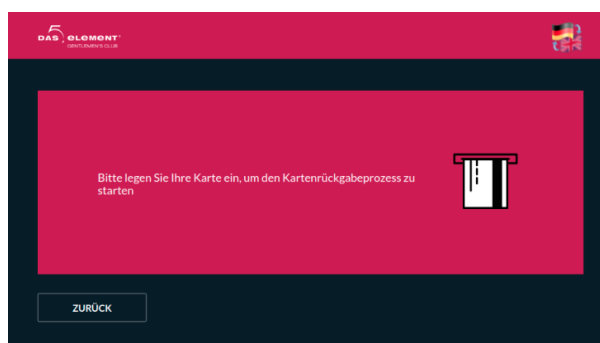 DAS 5. ELEMENT
GENTLEMEN'S CLUB
Bitte legen Sie Ihre Karte ein, um den Kartenrückgabeprozess zu
starten
ZURÜCK